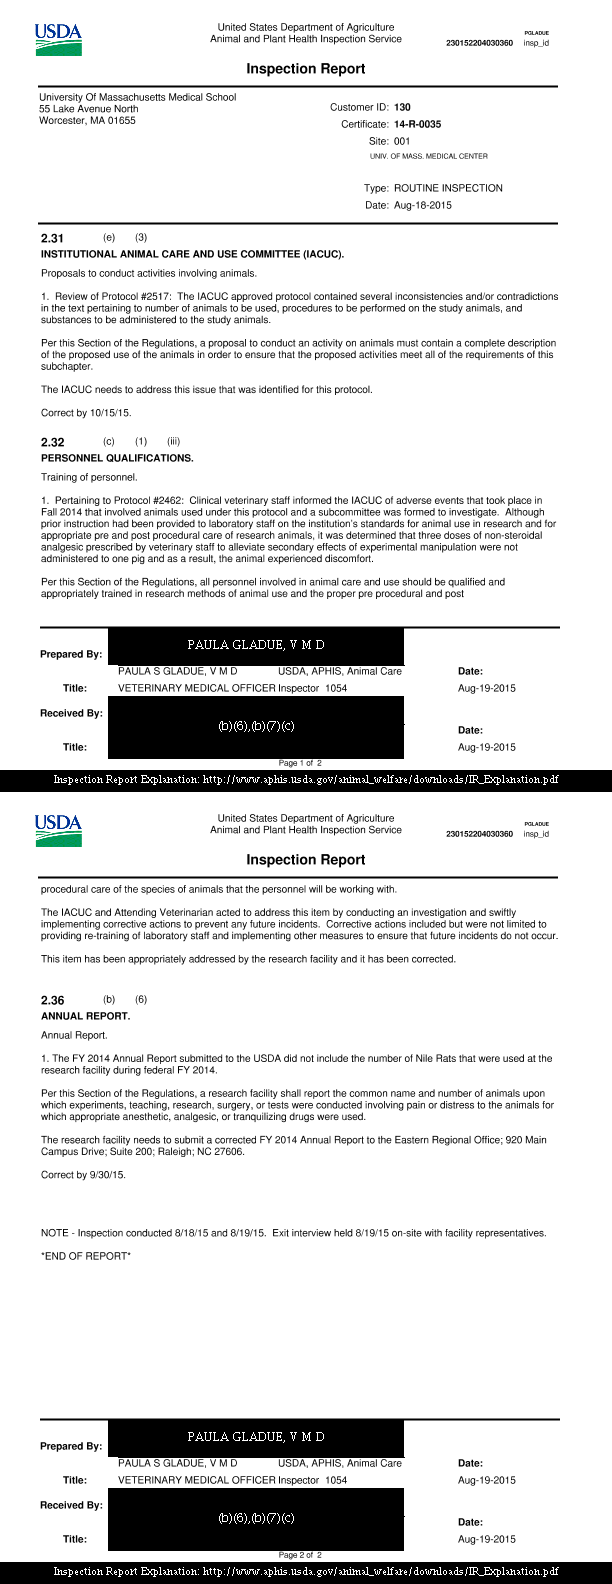 USDA
United States Department of Agriculture
Animal and Plant Health Inspection Service
PGLADUE
230152204030360 insp_id
Inspection Report
University Of Massachusetts Medical School
55 Lake Avenue North
Worcester, MA 01655
Customer ID: 130
Certificate: 14-R-0035
Site: 001
UNIV. OF MASS. MEDICAL CENTER
Type: ROUTINE INSPECTION
Date: Aug-18-2015
2.31 (e) (3)
INSTITUTIONAL ANIMAL CARE AND USE COMMITTEE (IACUC).
Proposals to conduct activities involving animals.
1. Review of Protocol #2517: The IACUC approved protocol contained several inconsistencies and/or contradictions
in the text pertaining to number of animals to be used, procedures to be performed on the study animals, and
substances to be administered to the study animals.
Per this Section of the Regulations, a proposal to conduct an activity on animals must contain a complete description
of the proposed use of the animals in order to ensure that the proposed activities meet all of the requirements of this
subchapter.
The IACUC needs to address this issue that was identified for this protocol.
Correct by 10/15/15.
2.32 (c) (1) (iii)
PERSONNEL QUALIFICATIONS.
Training of personnel.
1. Pertaining to Protocol #2462: Clinical veterinary staff informed the IACUC of adverse events that took place in
Fall 2014 that involved animals used under this protocol and a subcommittee was formed to investigate. Although
prior instruction had been provided to laboratory staff on the institution's standards for animal use in research and for
appropriate pre and post procedural care of research animals, it was determined that three doses of non-steroidal
analgesic prescribed by veterinary staff to alleviate secondary effects of experimental manipulation were not
administered to one pig and as a result, the animal experienced discomfort.
Per this Section of the Regulations, all personnel involved in animal care and use should be qualified and
appropriately trained in research methods of animal use and the proper pre procedural and post
PAULA GLADUE, V M D
Prepared By:
PAULA S GLADUE, V M D USDA, APHIS, Animal Care Date:
Title: VETERINARY MEDICAL OFFICER Inspector 1054 Aug-19-2015
Received By:
(b)(6),(b)(7)(c)
Date:
Title: Aug-19-2015
Page 1 of 2
Inspection Report Explanation: http://www.aphis.usda.gov/animal_welfare/downloads/IR_Explanation.pdf
USDA
United States Department of Agriculture
Animal and Plant Health Inspection Service
PGLADUE
230152204030360 insp_id
Inspection Report
procedural care of the species of animals that the personnel will be working with.
The IACUC and Attending Veterinarian acted to address this item by conducting an investigation and swiftly
implementing corrective actions to prevent any future incidents. Corrective actions included but were not limited to
providing re-training of laboratory staff and implementing other measures to ensure that future incidents do not occur.
This item has been appropriately addressed by the research facility and it has been corrected.
2.36 (b) (6)
ANNUAL REPORT.
Annual Report.
1. The FY 2014 Annual Report submitted to the USDA did not include the number of Nile Rats that were used at the
research facility during federal FY 2014.
Per this Section of the Regulations, a research facility shall report the common name and number of animals upon
which experiments, teaching, research, surgery, or tests were conducted involving pain or distress to the animals for
which appropriate anesthetic, analgesic, or tranquilizing drugs were used.
The research facility needs to submit a corrected FY 2014 Annual Report to the Eastern Regional Office; 920 Main
Campus Drive; Suite 200; Raleigh; NC 27606.
Correct by 9/30/15.
NOTE - Inspection conducted 8/18/15 and 8/19/15. Exit interview held 8/19/15 on-site with facility representatives.
*END OF REPORT*
PAULA GLADUE, V M D
Prepared By:
PAULA S GLADUE, V M D USDA, APHIS, Animal Care Date:
Title: VETERINARY MEDICAL OFFICER Inspector 1054 Aug-19-2015
Received By:
(b)(6),(b)(7)(c)
Date:
Title: Aug-19-2015
Page 2 of 2
Inspection Report Explanation: http://www.aphis.usda.gov/animal_welfare/downloads/IR_Explanation.pdf